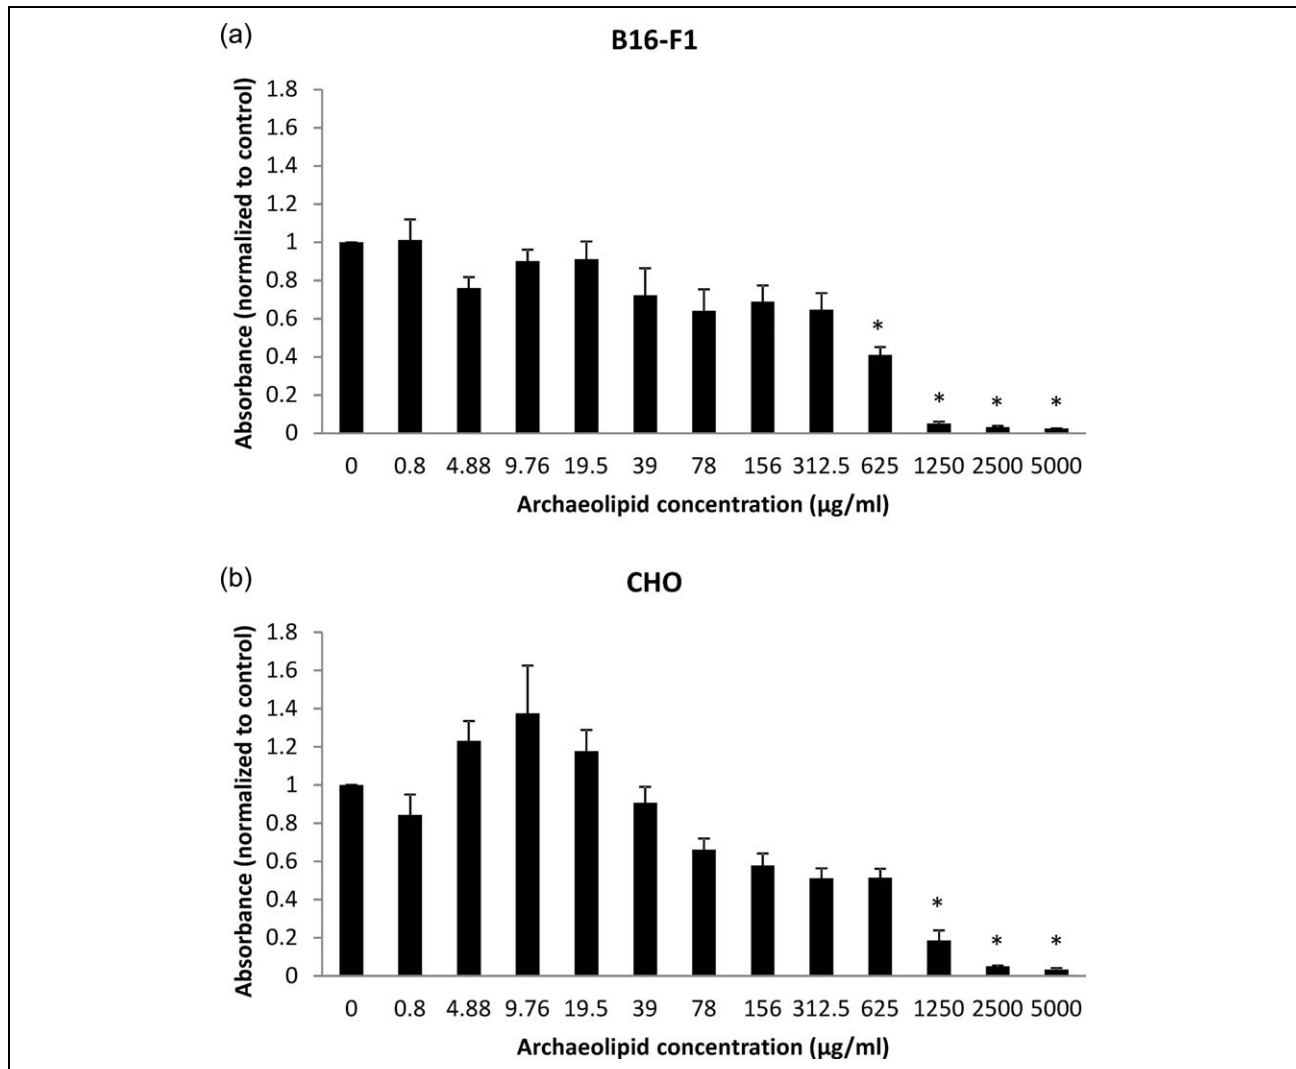 (a)
B16-F1
Absorbance (normalized to control)
1.8
1.6
1.4
1.2
1
0.8
0.6
0.4
0.2
0
*
* * *
0 0.8 4.88 9.76 19.5 39 78 156 312.5 625 1250 2500 5000
Archaeolipid concentration (µg/ml)
(b)
CHO
Absorbance (normalized to control)
1.8
1.6
1.4
1.2
1
0.8
0.6
0.4
0.2
0
*
* *
0 0.8 4.88 9.76 19.5 39 78 156 312.5 625 1250 2500 5000
Archaeolipid concentration (µg/ml)